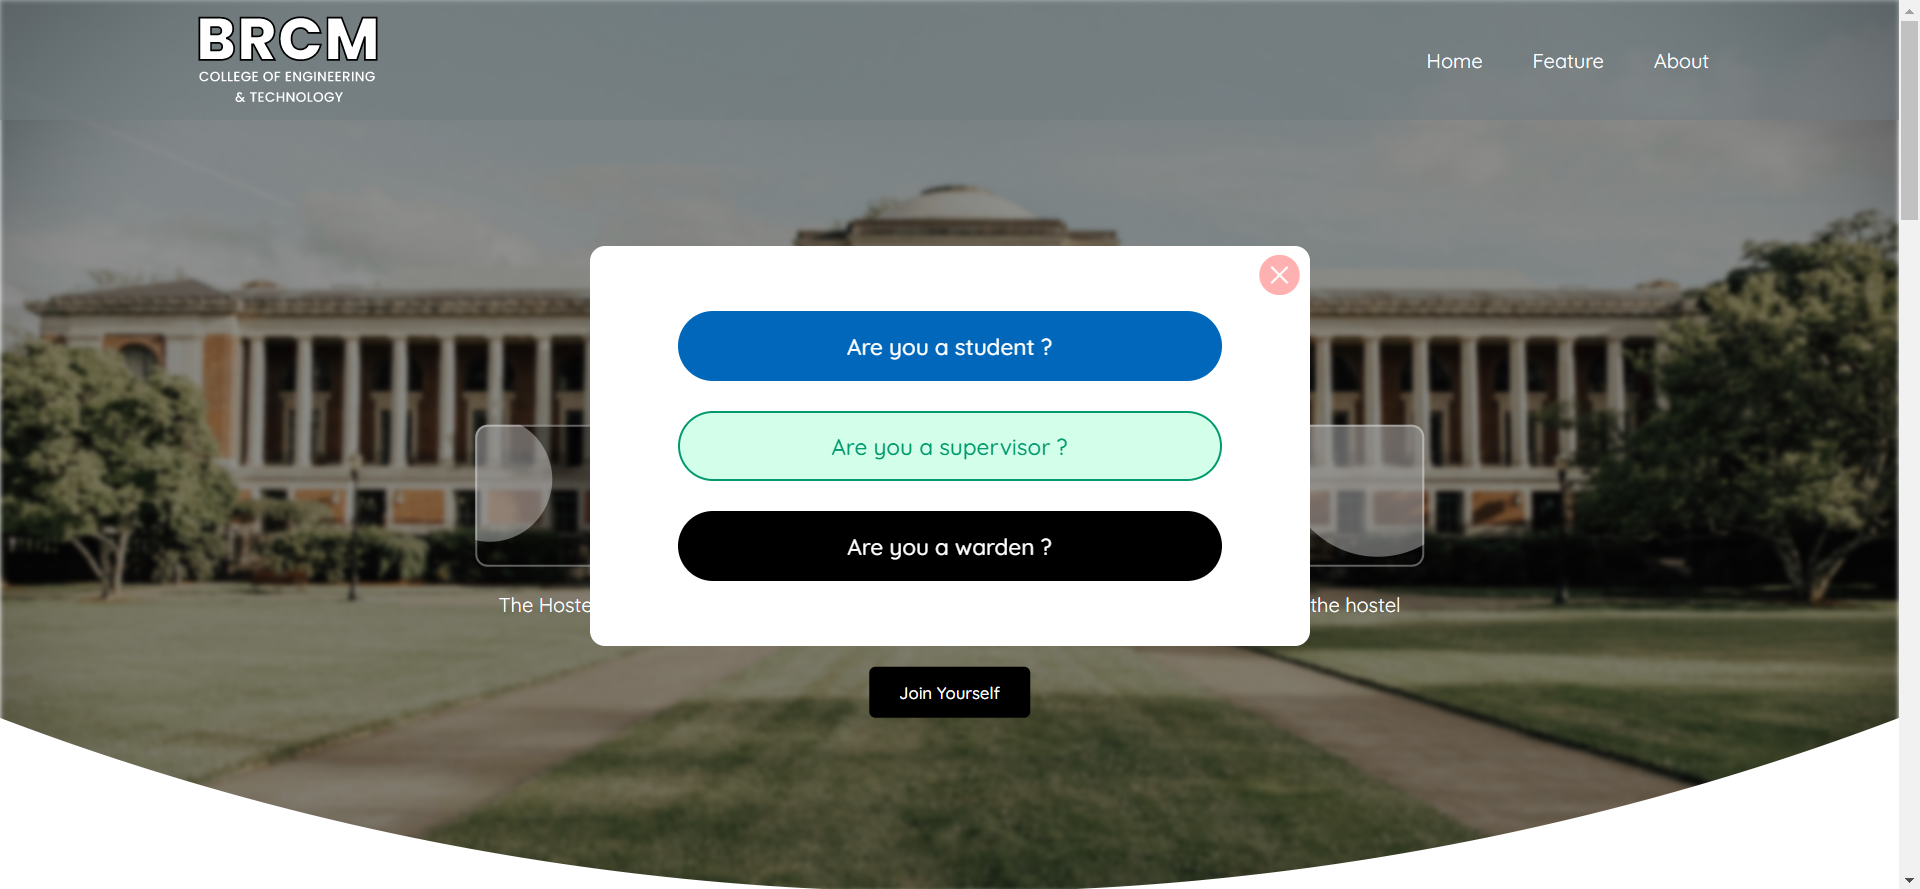 BRCM
COLLEGE OF ENGINEERING
& TECHNOLOGY
Home Feature About
Are you a student ?
Are you a supervisor ?
Are you a warden ?
The Hoste the hostel
Join Yourself